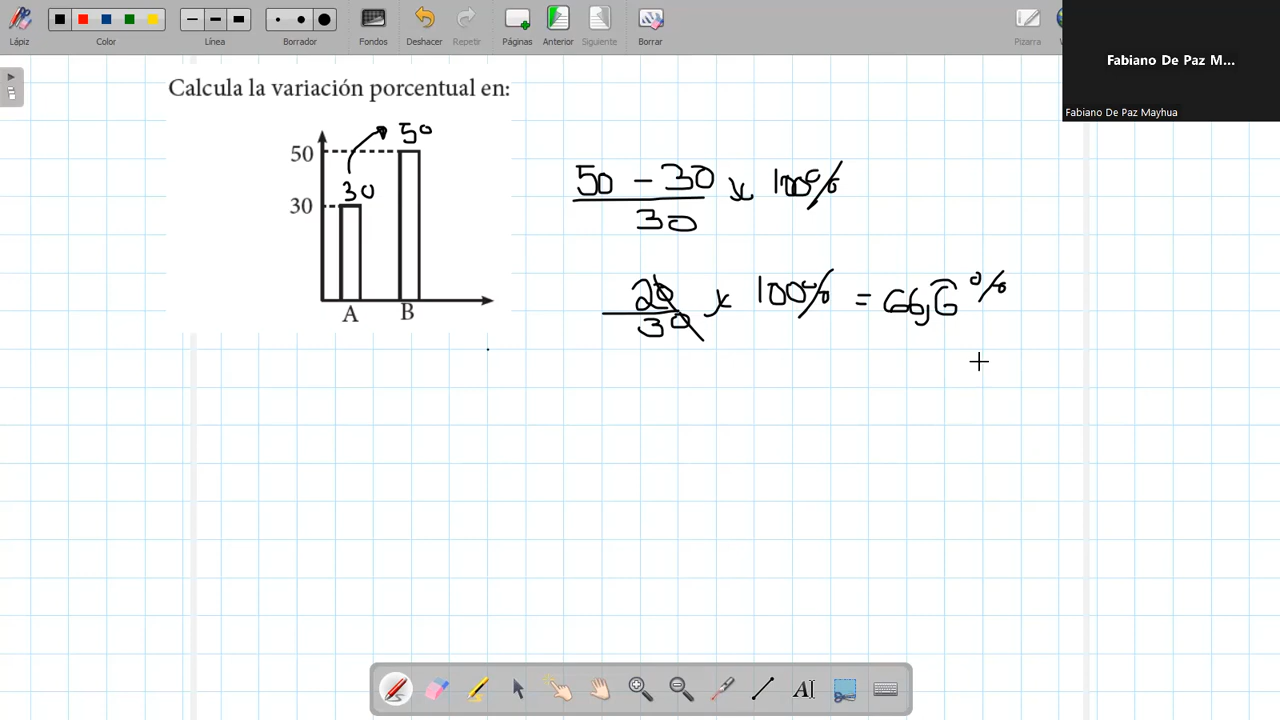 Lápiz
Color
Línea
Borrador
Fondos
Deshacer
Repetir
Páginas
Anterior
Siguiente
Borrar
Pizarra
Fabiano De Paz M...
Fabiano De Paz Mayhua
Calcula la variación porcentual en:
50
50
30
30
A
B
50 - 30 x 100%
30
20 x 100% = 66,6 %
30
AI